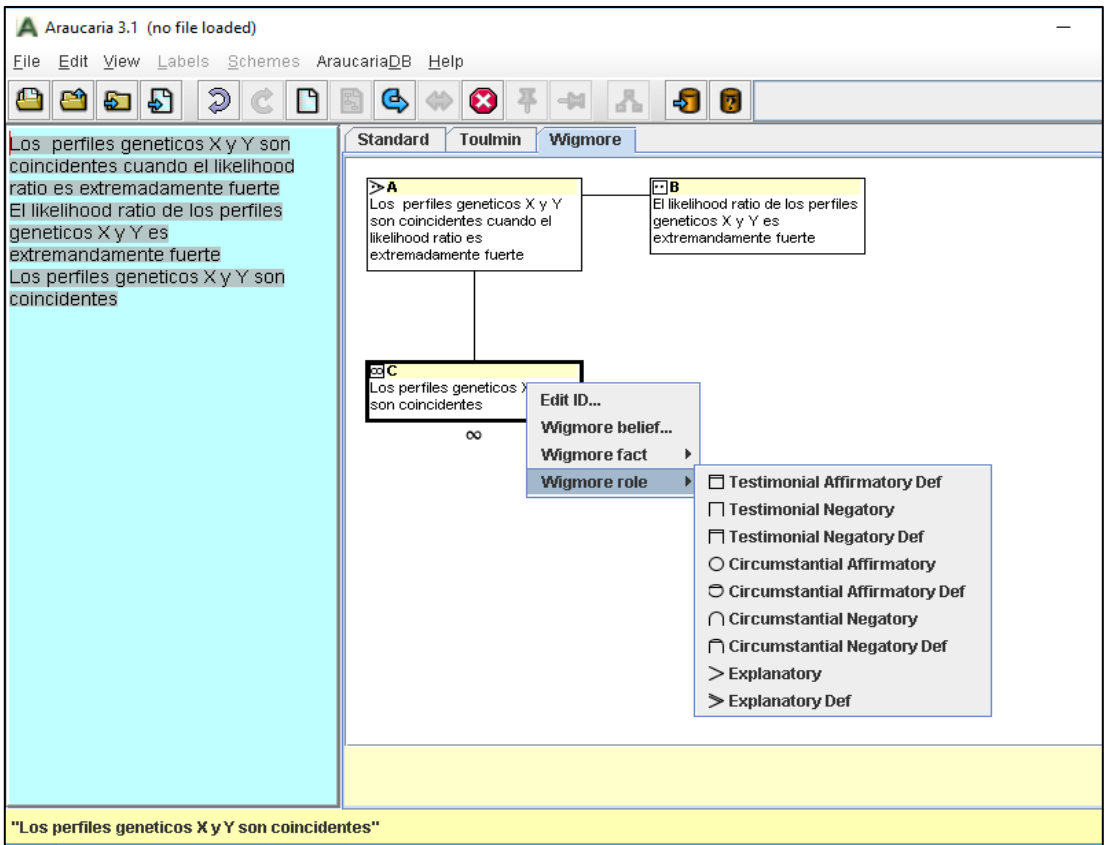 Araucaria 3.1 (no file loaded)
File Edit View Labels Schemes AraucariaDB Help
Los perfiles geneticos X y Y son
coincidentes cuando el likelihood
ratio es extremadamente fuerte
El likelihood ratio de los perfiles
geneticos X y Y es
extremandamente fuerte
Los perfiles geneticos X y Y son
coincidentes
Standard Toulmin Wigmore
A
Los perfiles geneticos X y Y
son coincidentes cuando el
likelihood ratio es
extremadamente fuerte
B
El likelihood ratio de los perfiles
geneticos X y Y es
extremandamente fuerte
C
Los perfiles geneticos X
son coincidentes
∞
Edit ID...
Wigmore belief...
Wigmore fact
Wigmore role
Testimonial Affirmatory Def
Testimonial Negatory
Testimonial Negatory Def
Circumstantial Affirmatory
Circumstantial Affirmatory Def
Circumstantial Negatory
Circumstantial Negatory Def
Explanatory
Explanatory Def
"Los perfiles geneticos X y Y son coincidentes"